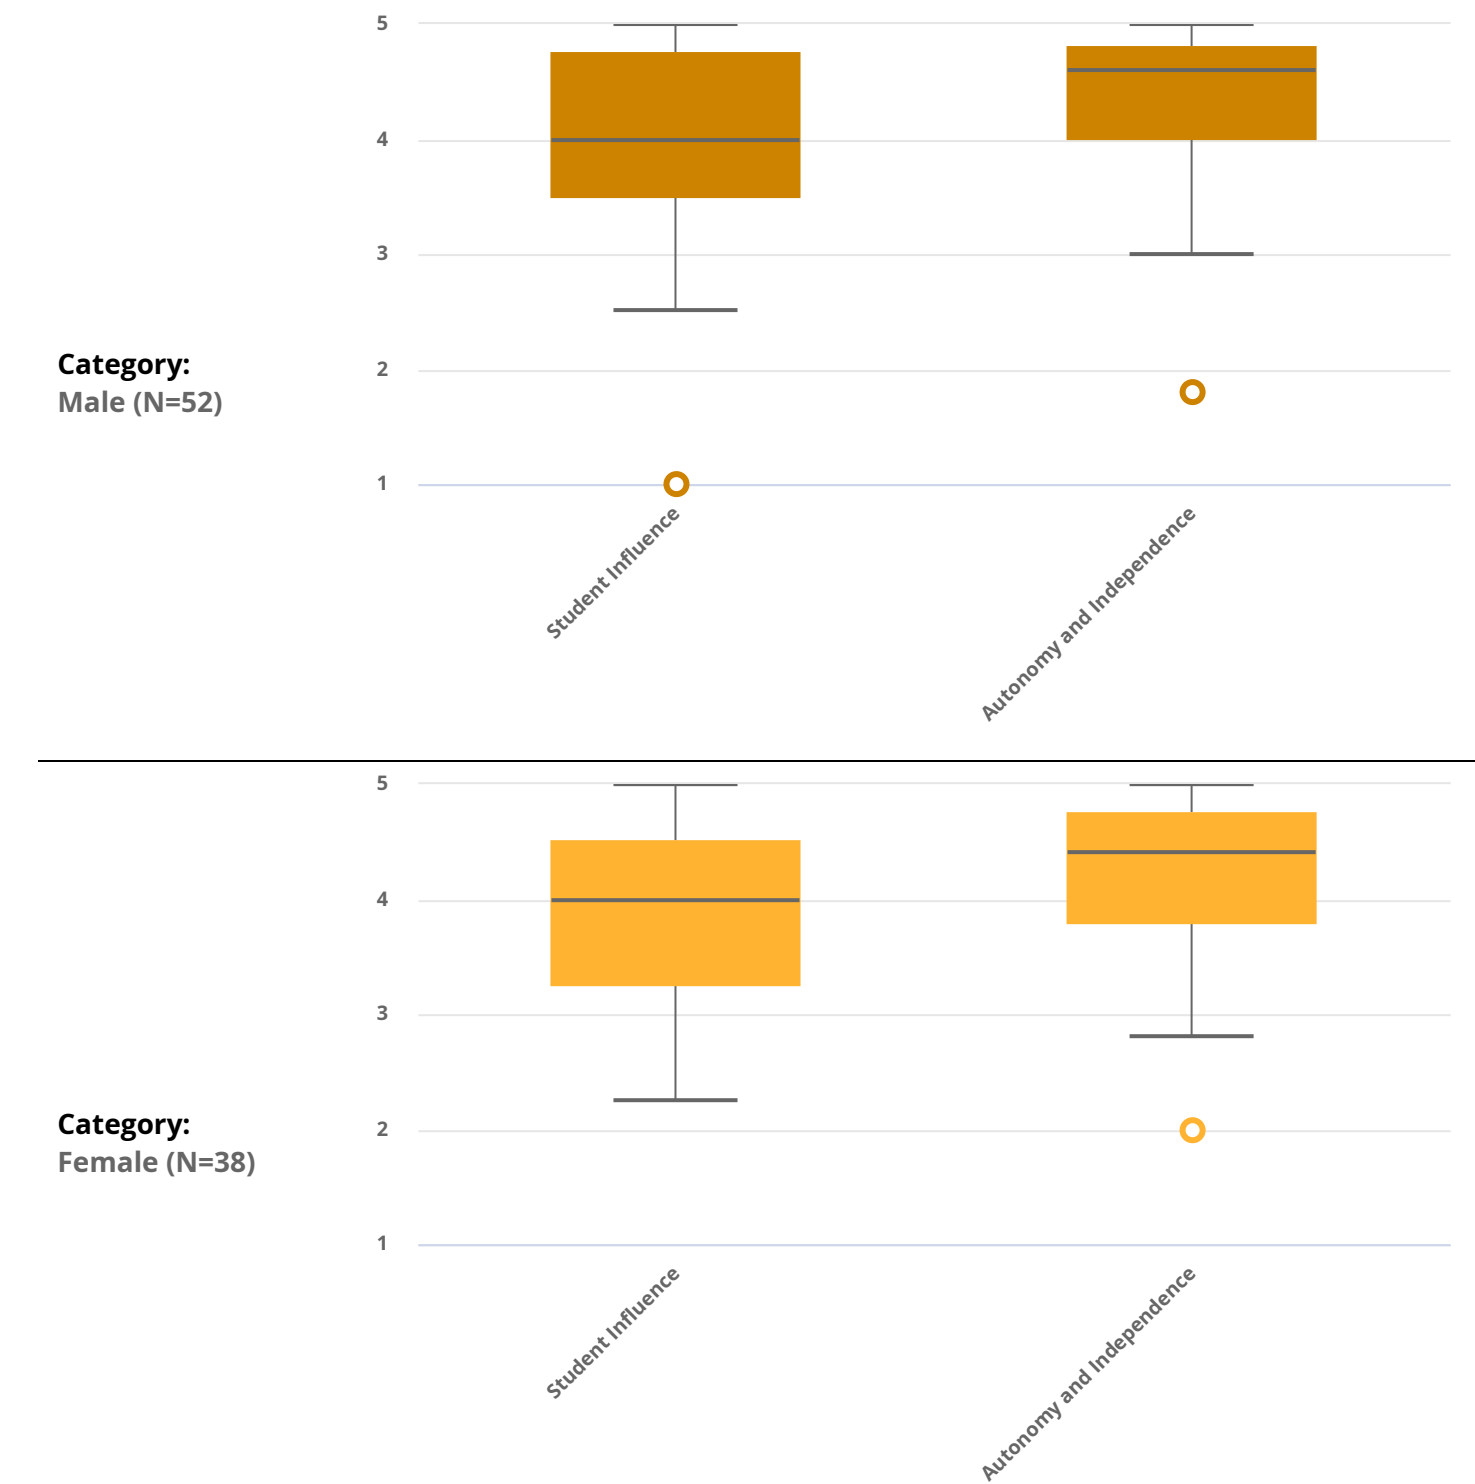 5
4
3
2
1
Category:
Male (N=52)
Student Influence
Autonomy and Independence
5
4
3
2
1
Category:
Female (N=38)
Student Influence
Autonomy and Independence